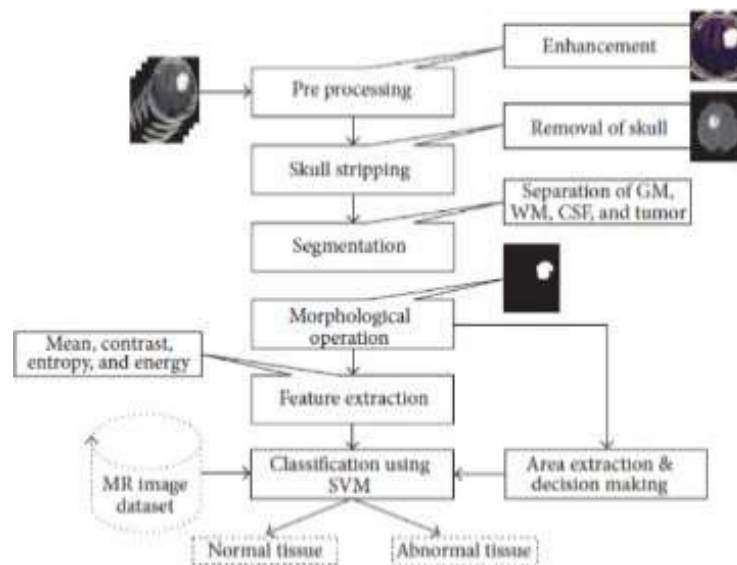 Enhancement
Pre processing
Removal of skull
Skull stripping
Separation of GM,
WM, CSF, and tumor
Segmentation
Morphological
operation
Mean, contrast,
entropy, and energy
Feature extraction
MR image
dataset
Classification using
SVM
Area extraction &
decision making
Normal tissue
Abnormal tissue